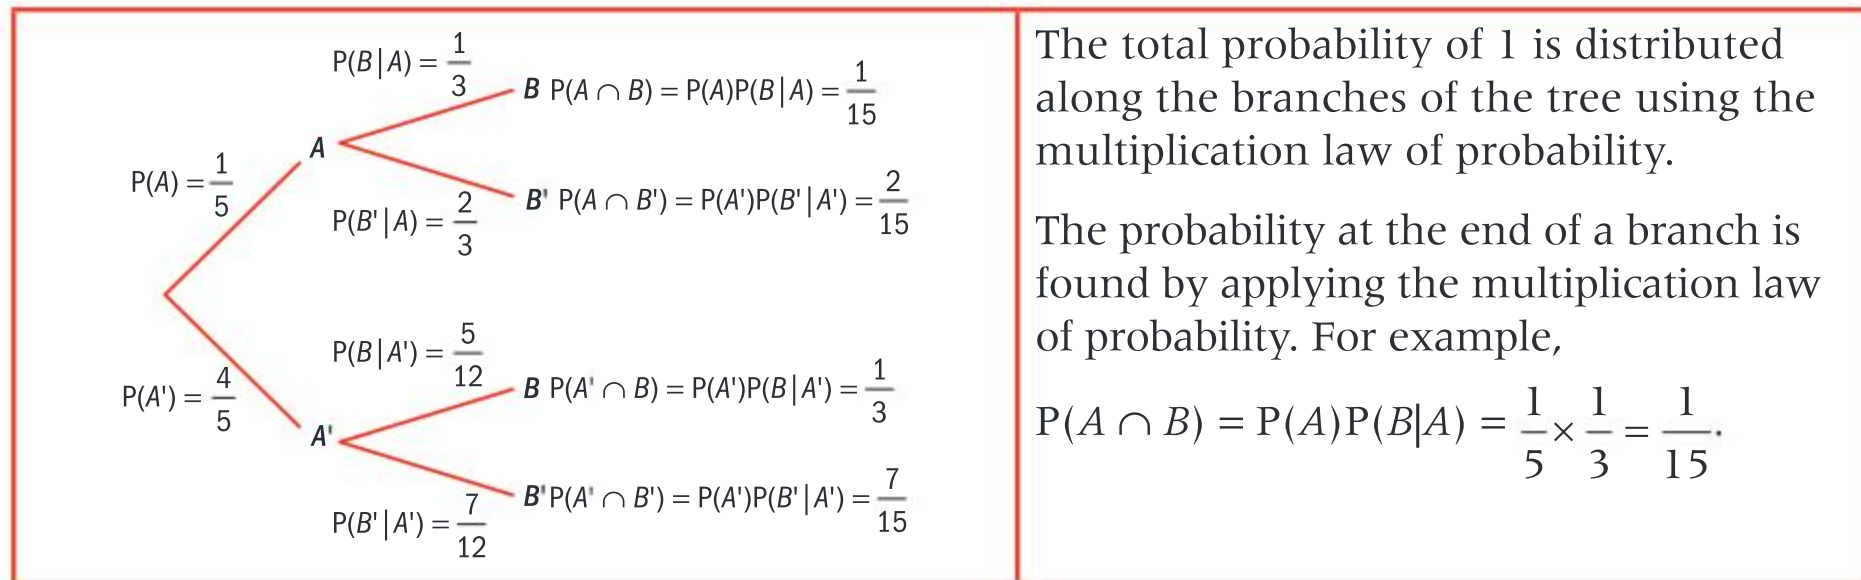 P(B|A) = 1/3
B P(A ∩ B) = P(A)P(B|A) = 1/15
A
P(A) = 1/5
B' P(A ∩ B') = P(A')P(B'|A') = 2/15
P(B'|A) = 2/3
P(B|A') = 5/12
B P(A' ∩ B) = P(A')P(B|A') = 1/3
P(A') = 4/5
A'
B' P(A' ∩ B') = P(A')P(B'|A') = 7/15
P(B'|A') = 7/12
The total probability of 1 is distributed
along the branches of the tree using the
multiplication law of probability.
The probability at the end of a branch is
found by applying the multiplication law
of probability. For example,
P(A ∩ B) = P(A)P(B|A) = 1/5 × 1/3 = 1/15.